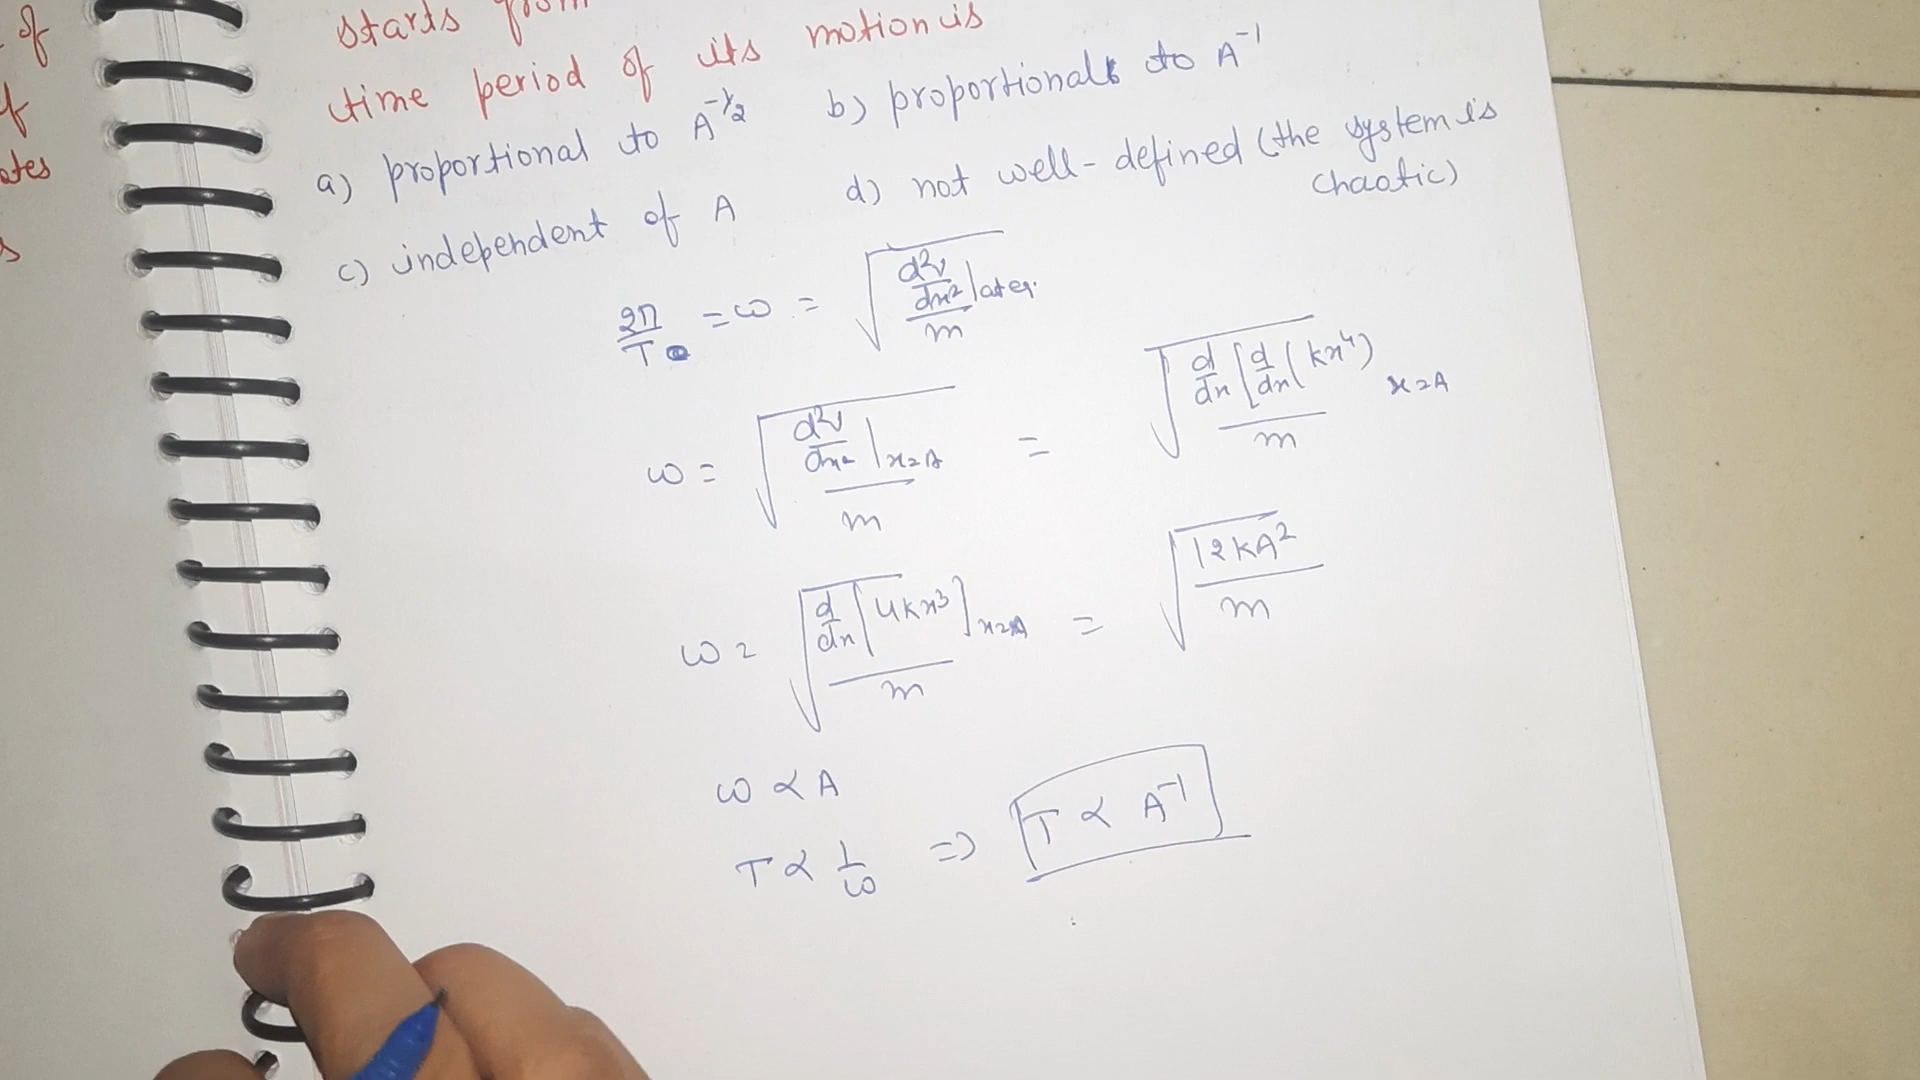 of
starts from
time period of its motion is
a) proportional to A^-1/2 b) proportional to A^-1
c) independent of A d) not well-defined (the system is
chaotic)
2π/T = ω = √((d²V/dx²)|at eq. / m)
ω = √((d²V/dx²)|x=A / m) = √(d/dx[d/dx(kx⁴) x=A / m)
ω = √(d/dx[4kx³]x=A / m) = √(12kA²/m)
ω ∝ A
T ∝ 1/ω => T ∝ A^-1